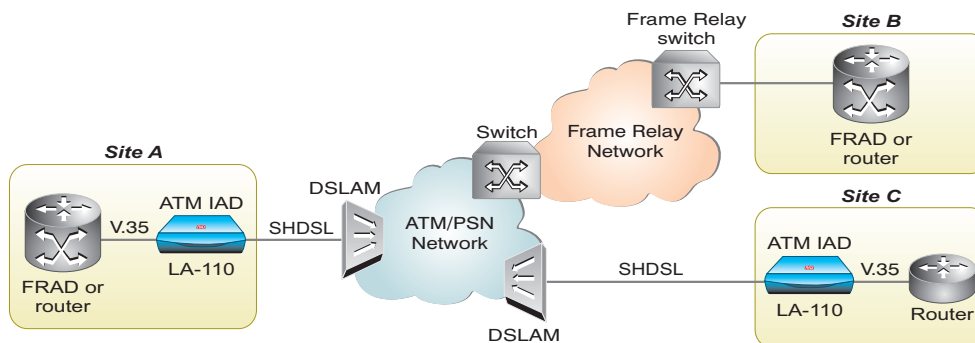 Site A
FRAD or
router
V.35
ATM IAD
LA-110
SHDSL
DSLAM
ATM/PSN
Network
Switch
Frame Relay
Network
Frame Relay
switch
Site B
FRAD or
router
DSLAM
SHDSL
Site C
ATM IAD
LA-110
V.35
Router